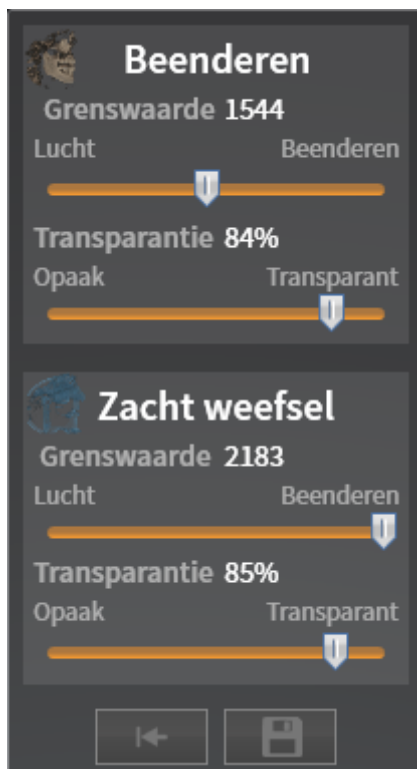 Beenderen
Grenswaarde 1544
Lucht Beenderen
Transparantie 84%
Opaak Transparant
Zacht weefsel
Grenswaarde 2183
Lucht Beenderen
Transparantie 85%
Opaak Transparant